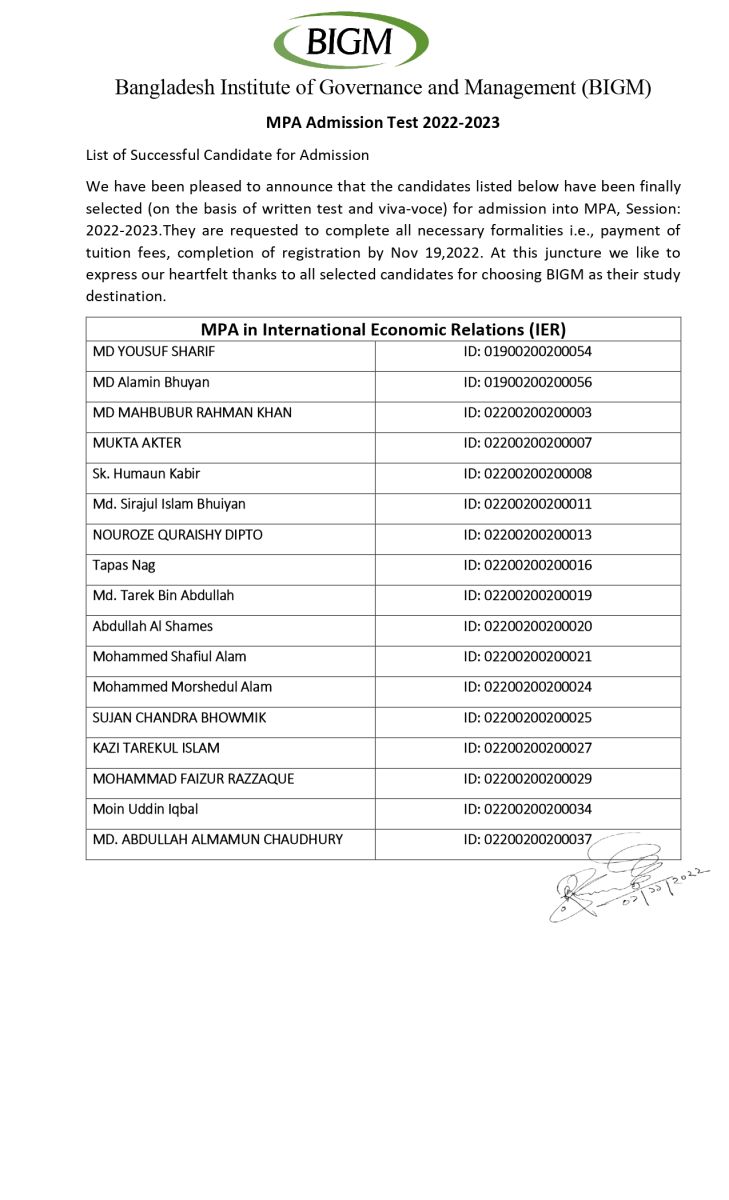 BIGM
Bangladesh Institute of Governance and Management (BIGM)
MPA Admission Test 2022-2023
List of Successful Candidate for Admission
We have been pleased to announce that the candidates listed below have been finally
selected (on the basis of written test and viva-voce) for admission into MPA, Session:
2022-2023.They are requested to complete all necessary formalities i.e., payment of
tuition fees, completion of registration by Nov 19,2022. At this juncture we like to
express our heartfelt thanks to all selected candidates for choosing BIGM as their study
destination.
MPA in International Economic Relations (IER)
MD YOUSUF SHARIF ID: 01900200200054
MD Alamin Bhuyan ID: 01900200200056
MD MAHBUBUR RAHMAN KHAN ID: 02200200200003
MUKTA AKTER ID: 02200200200007
Sk. Humaun Kabir ID: 02200200200008
Md. Sirajul Islam Bhuiyan ID: 02200200200011
NOUROZE QURAISHY DIPTO ID: 02200200200013
Tapas Nag ID: 02200200200016
Md. Tarek Bin Abdullah ID: 02200200200019
Abdullah Al Shames ID: 02200200200020
Mohammed Shafiul Alam ID: 02200200200021
Mohammed Morshedul Alam ID: 02200200200024
SUJAN CHANDRA BHOWMIK ID: 02200200200025
KAZI TAREKUL ISLAM ID: 02200200200027
MOHAMMAD FAIZUR RAZZAQUE ID: 02200200200029
Moin Uddin Iqbal ID: 02200200200034
MD. ABDULLAH ALMAMUN CHAUDHURY ID: 02200200200037